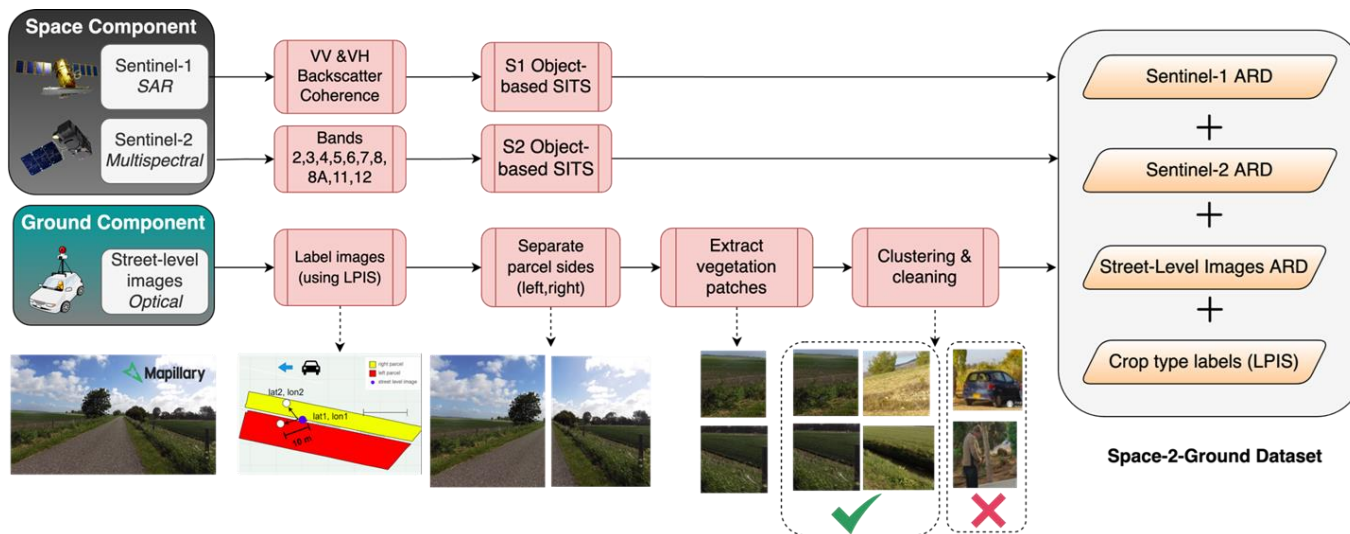 Space Component
Sentinel-1
SAR
Sentinel-2
Multispectral
VV &VH
Backscatter
Coherence
S1 Object-
based SITS
Bands
2,3,4,5,6,7,8,
8A,11,12
S2 Object-
based SITS
Ground Component
Street-level
images
Optical
Label images
(using LPIS)
Separate
parcel sides
(left,right)
Extract
vegetation
patches
Clustering &
cleaning
Mapillary
right parcel
left parcel
street level image
lat2, lon2
lat1, lon1
10 m
Sentinel-1 ARD
+
Sentinel-2 ARD
+
Street-Level Images ARD
+
Crop type labels (LPIS)
Space-2-Ground Dataset